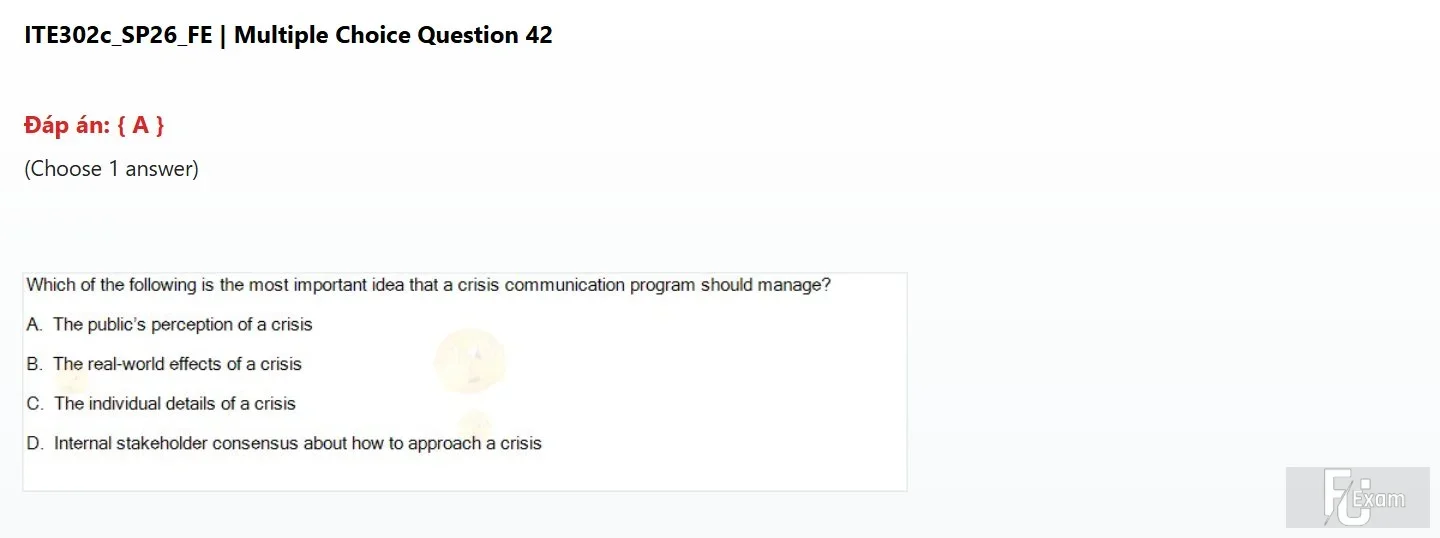 ITE302c_SP26_FE | Multiple Choice Question 42
Đáp án: { A }
(Choose 1 answer)
Which of the following is the most important idea that a crisis communication program should manage?
A. The public's perception of a crisis
B. The real-world effects of a crisis
C. The individual details of a crisis
D. Internal stakeholder consensus about how to approach a crisis
FU Exam